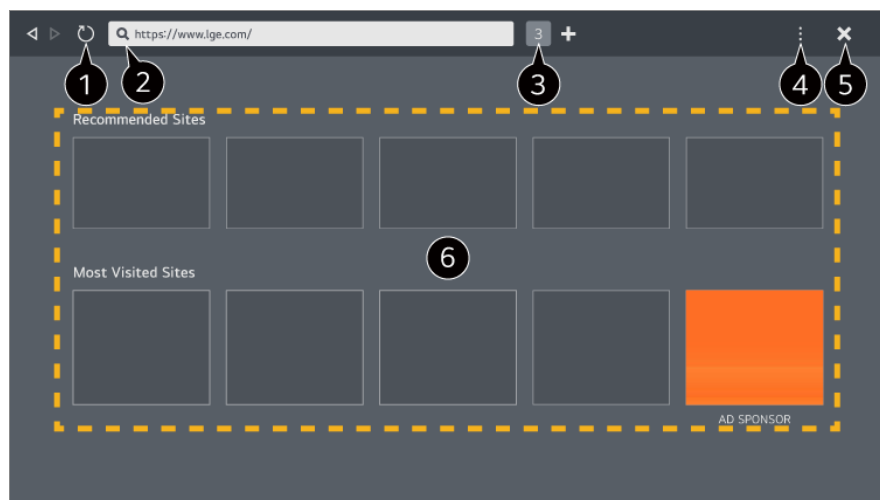 https://www.lge.com/ 3
1 2 3 4 5
Recommended Sites
6
Most Visited Sites
AD SPONSOR